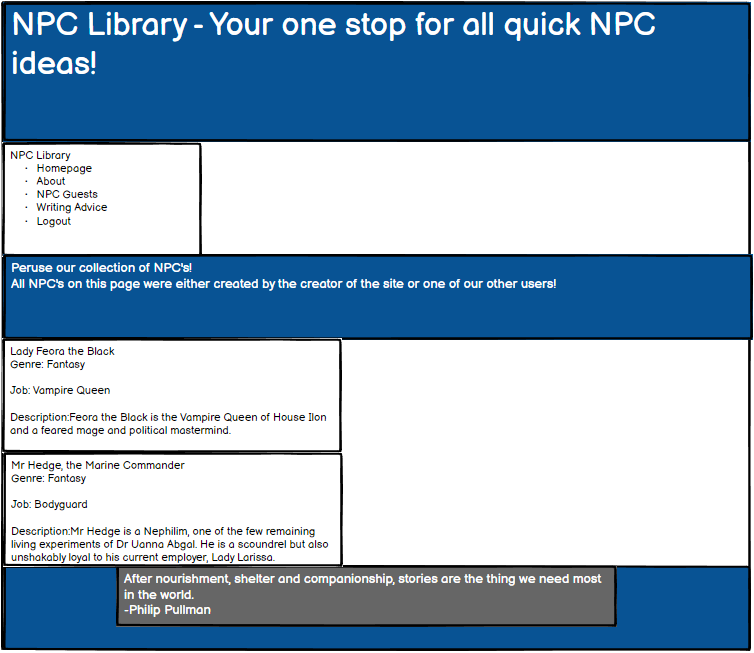 NPC Library - Your one stop for all quick NPC
ideas!
NPC Library
· Homepage
· About
· NPC Guests
· Writing Advice
· Logout
Peruse our collection of NPC's!
All NPC's on this page were either created by the creator of the site or one of our other users!
Lady Feora the Black
Genre: Fantasy
Job: Vampire Queen
Description:Feora the Black is the Vampire Queen of House Ilon
and a feared mage and political mastermind.
Mr Hedge, the Marine Commander
Genre: Fantasy
Job: Bodyguard
Description:Mr Hedge is a Nephilim, one of the few remaining
living experiments of Dr Uanna Abgal. He is a scoundrel but also
unshakably loyal to his current employer, Lady Larissa.
After nourishment, shelter and companionship, stories are the thing we need most
in the world.
-Philip Pullman